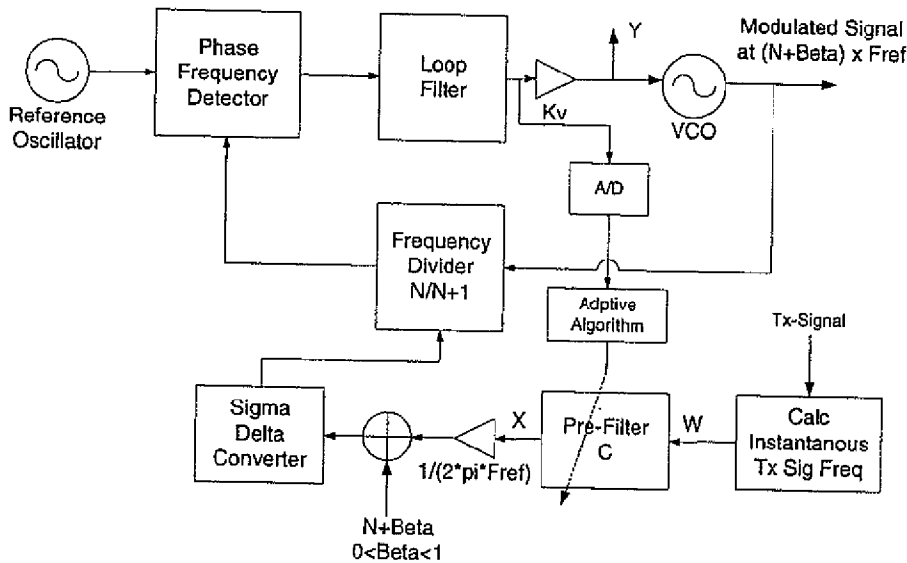 Reference
Oscillator
Phase
Frequency
Detector
Loop
Filter
Kv
Y
VCO
Modulated Signal
at (N+Beta) x Fref
A/D
Frequency
Divider
N/N+1
Adptive
Algorithm
Tx-Signal
Sigma
Delta
Converter
1/(2*pi*Fref)
X
Pre-Filter
C
W
Calc
Instantanous
Tx Sig Freq
N+Beta
0<Beta<1